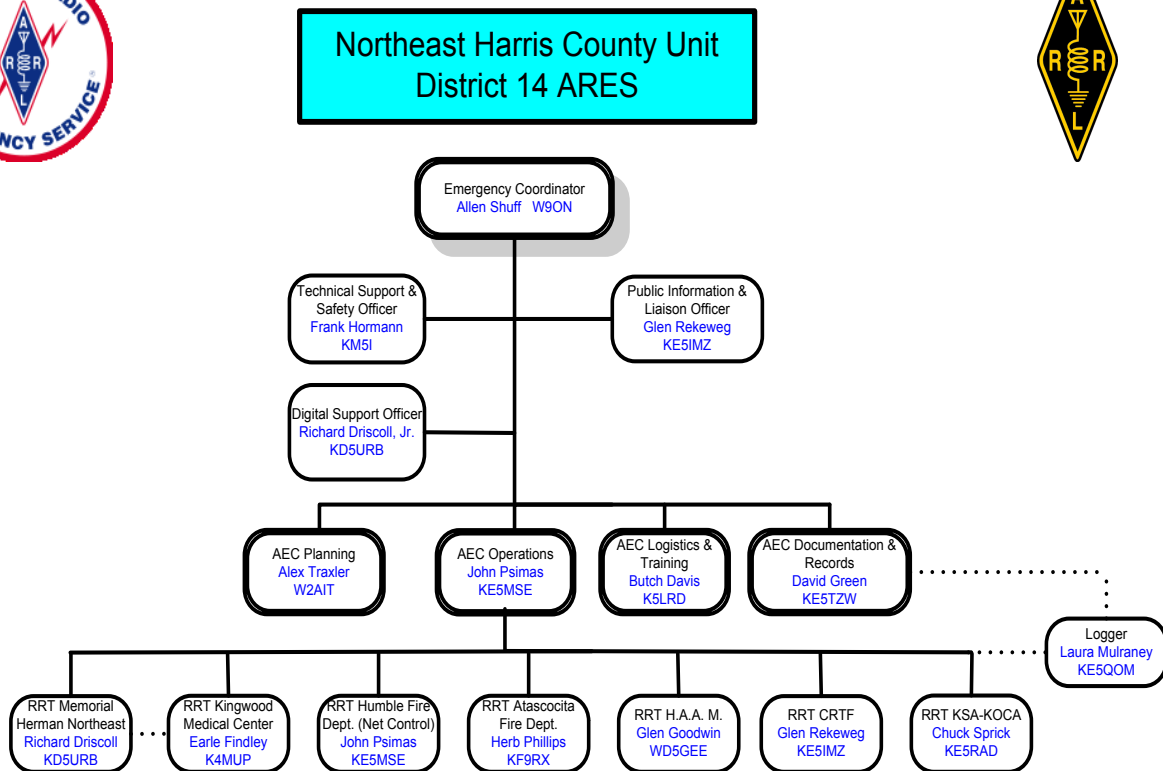 Northeast Harris County Unit
District 14 ARES
A
R R
L
NCY SERVICE
A
R R
L
Emergency Coordinator
Allen Shuff W9ON
Technical Support &
Safety Officer
Frank Hormann
KM5I
Public Information &
Liaison Officer
Glen Rekeweg
KE5IMZ
Digital Support Officer
Richard Driscoll, Jr.
KD5URB
AEC Planning
Alex Traxler
W2AIT
AEC Operations
John Psimas
KE5MSE
AEC Logistics &
Training
Butch Davis
K5LRD
AEC Documentation &
Records
David Green
KE5TZW
Logger
Laura Mulraney
KE5QOM
RRT Memorial
Herman Northeast
Richard Driscoll
KD5URB
RRT Kingwood
Medical Center
Earle Findley
K4MUP
RRT Humble Fire
Dept. (Net Control)
John Psimas
KE5MSE
RRT Atascocita
Fire Dept.
Herb Phillips
KF9RX
RRT H.A.A. M.
Glen Goodwin
WD5GEE
RRT CRTF
Glen Rekeweg
KE5IMZ
RRT KSA-KOCA
Chuck Sprick
KE5RAD